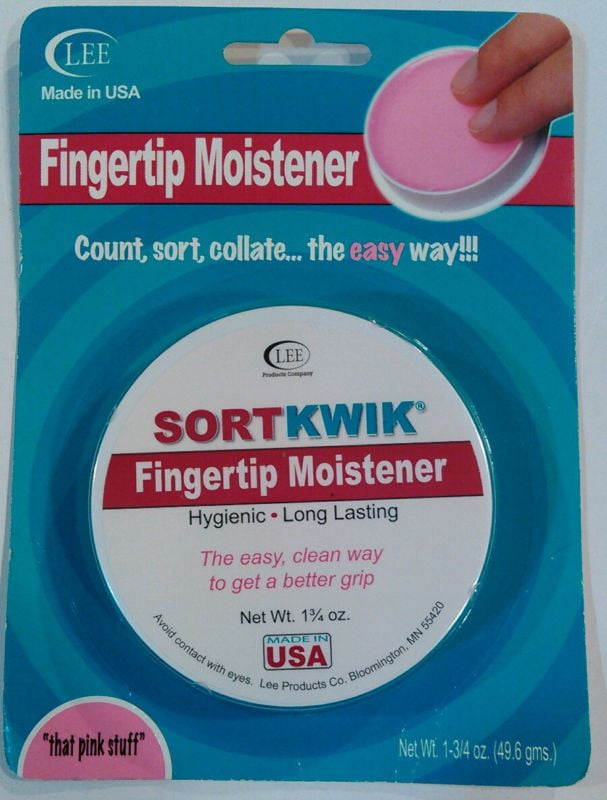 LEE
Made in USA
Fingertip Moistener
Count, sort, collate... the easy way!!!
LEE
Products Company
SORTKWIK®
Fingertip Moistener
Hygienic • Long Lasting
The easy, clean way
to get a better grip
Net Wt. 1¾ oz.
MADE IN
USA
Avoid contact with eyes. Lee Products Co. Bloomington, MN 55420
"that pink stuff"
Net Wt. 1-3/4 oz. (49.6 gms.)